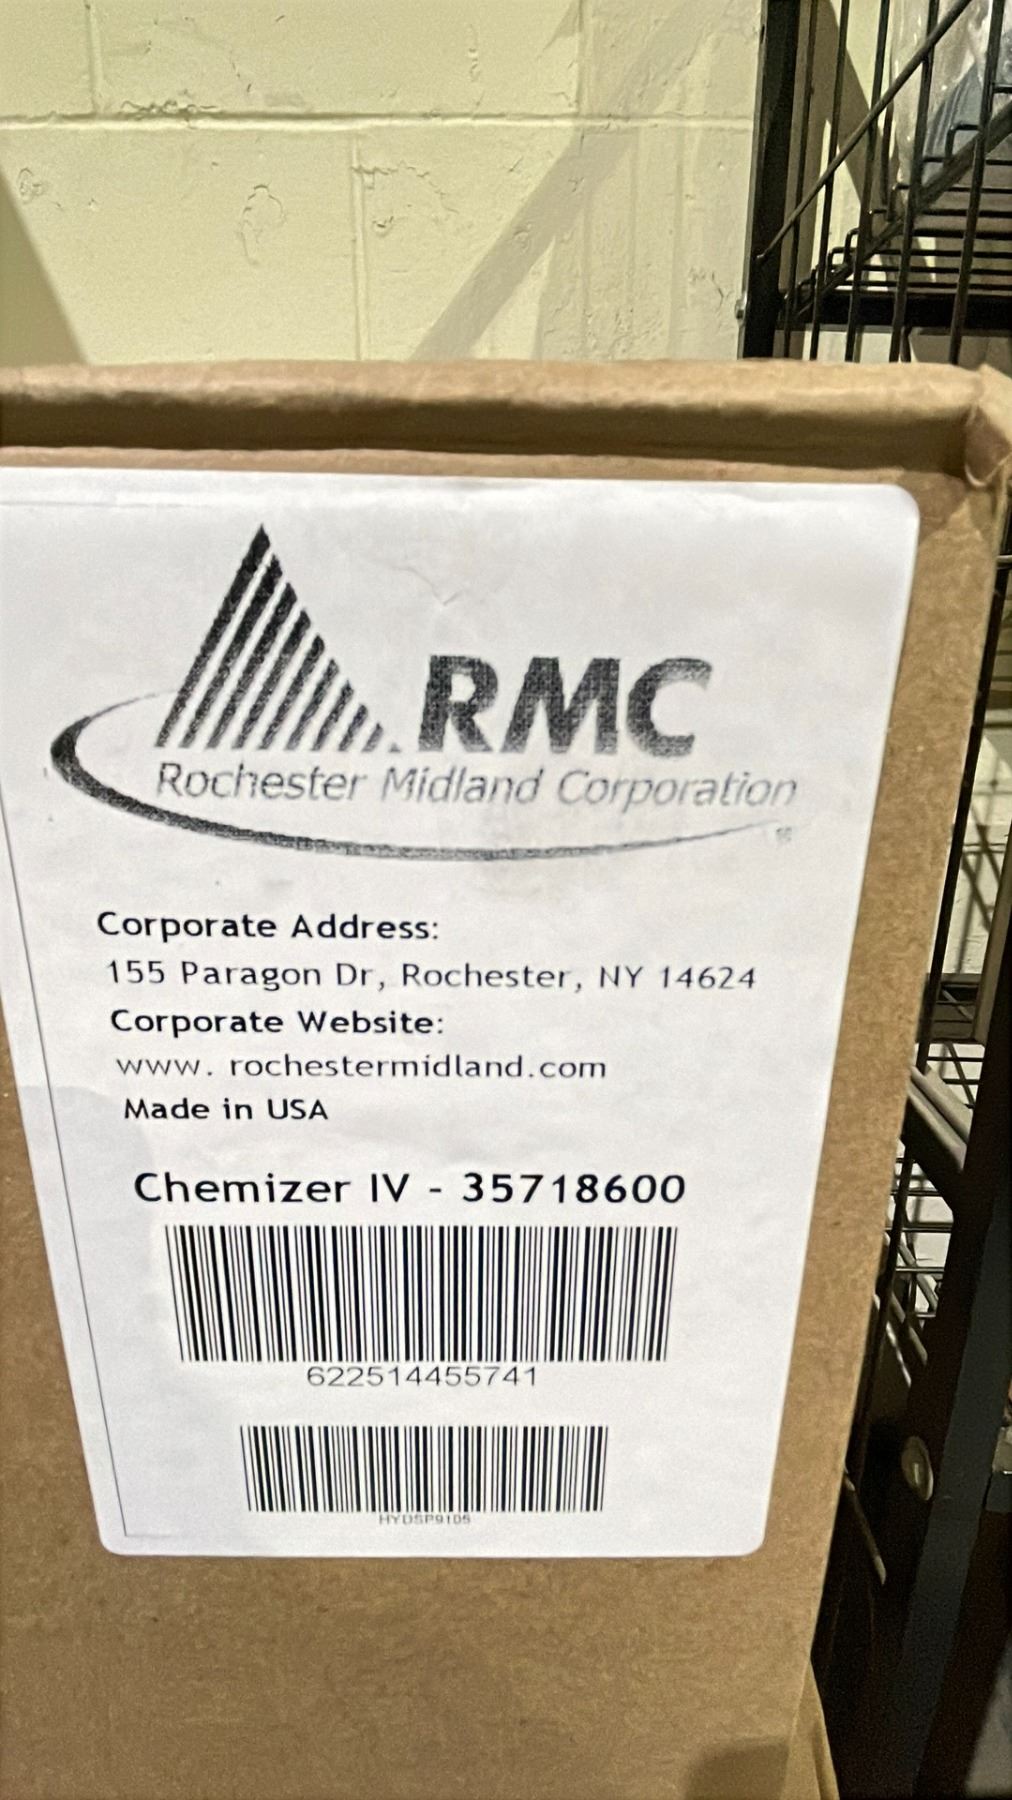 RMC
Rochester Midland Corporation
Corporate Address:
155 Paragon Dr, Rochester, NY 14624
Corporate Website:
www. rochestermidland.com
Made in USA
Chemizer IV - 35718600
622514455741
HYDSP9105